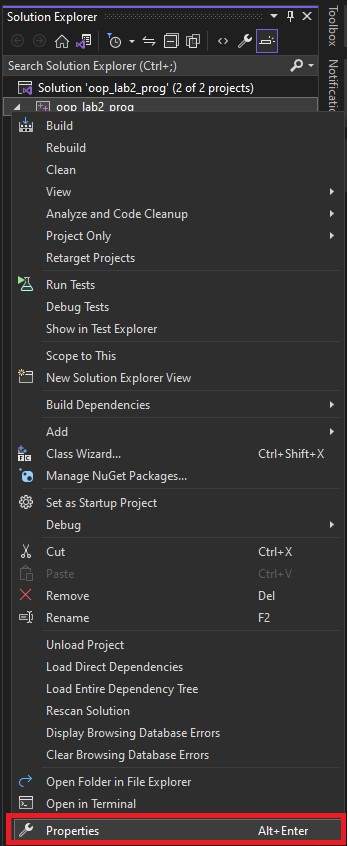 Solution Explorer
Search Solution Explorer (Ctrl+;)
Solution 'oop_lab2_prog' (2 of 2 projects)
oop_lab2_prog
Build
Rebuild
Clean
View
Analyze and Code Cleanup
Project Only
Retarget Projects
Run Tests
Debug Tests
Show in Test Explorer
Scope to This
New Solution Explorer View
Build Dependencies
Add
Class Wizard... Ctrl+Shift+X
Manage NuGet Packages...
Set as Startup Project
Debug
Cut Ctrl+X
Paste Ctrl+V
Remove Del
Rename F2
Unload Project
Load Direct Dependencies
Load Entire Dependency Tree
Rescan Solution
Display Browsing Database Errors
Clear Browsing Database Errors
Open Folder in File Explorer
Open in Terminal
Properties Alt+Enter
Toolbox